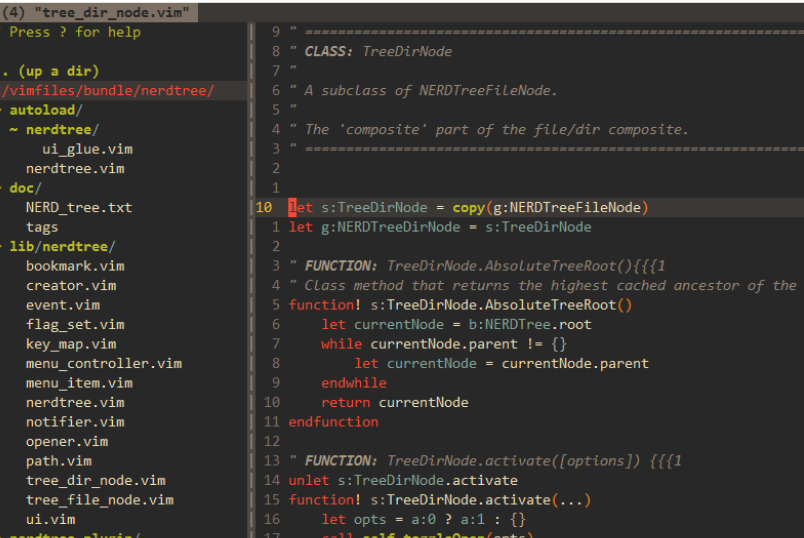 (4) "tree_dir_node.vim"
Press ? for help
. (up a dir)
/vimfiles/bundle/nerdtree/
autoload/
~ nerdtree/
ui_glue.vim
nerdtree.vim
doc/
NERD_tree.txt
tags
lib/nerdtree/
bookmark.vim
creator.vim
event.vim
flag_set.vim
key_map.vim
menu_controller.vim
menu_item.vim
nerdtree.vim
notifier.vim
opener.vim
path.vim
tree_dir_node.vim
tree_file_node.vim
ui.vim
nerdtree_plugin/
9 " ============================================================
8 " CLASS: TreeDirNode
7 "
6 " A subclass of NERDTreeFileNode.
5 "
4 " The 'composite' part of the file/dir composite.
3 " ============================================================
2
1
10 let s:TreeDirNode = copy(g:NERDTreeFileNode)
1 let g:NERDTreeDirNode = s:TreeDirNode
2
3 " FUNCTION: TreeDirNode.AbsoluteTreeRoot(){{{1
4 " Class method that returns the highest cached ancestor of the
5 function! s:TreeDirNode.AbsoluteTreeRoot()
6 let currentNode = b:NERDTree.root
7 while currentNode.parent != {}
8 let currentNode = currentNode.parent
9 endwhile
10 return currentNode
11 endfunction
12
13 " FUNCTION: TreeDirNode.activate([options]) {{{1
14 unlet s:TreeDirNode.activate
15 function! s:TreeDirNode.activate(...)
16 let opts = a:0 ? a:1 : {}
17 call self.toggleOpen(opts)